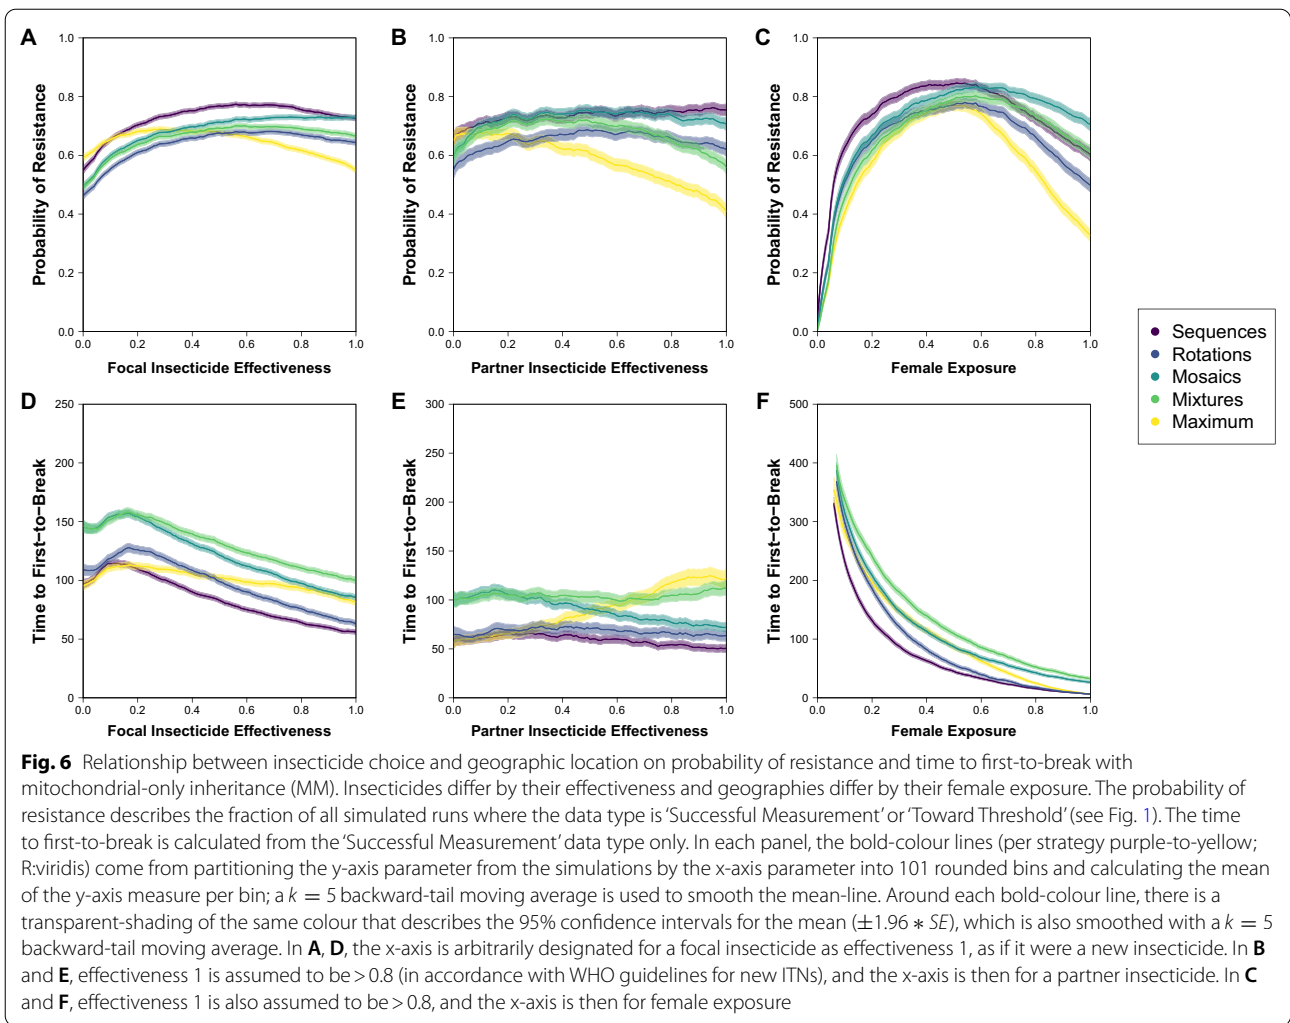 A
1.0
0.8
0.6
0.4
0.2
0.0
Probability of Resistance
0.0 0.2 0.4 0.6 0.8 1.0
Focal Insecticide Effectiveness
B
1.0
0.8
0.6
0.4
0.2
0.0
Probability of Resistance
0.0 0.2 0.4 0.6 0.8 1.0
Partner Insecticide Effectiveness
C
1.0
0.8
0.6
0.4
0.2
0.0
Probability of Resistance
0.0 0.2 0.4 0.6 0.8 1.0
Female Exposure
Sequences
Rotations
Mosaics
Mixtures
Maximum
D
250
200
150
100
50
0
Time to First−to−Break
0.0 0.2 0.4 0.6 0.8 1.0
Focal Insecticide Effectiveness
E
300
250
200
150
100
50
0
Time to First−to−Break
0.0 0.2 0.4 0.6 0.8 1.0
Partner Insecticide Effectiveness
F
500
400
300
200
100
0
Time to First−to−Break
0.0 0.2 0.4 0.6 0.8 1.0
Female Exposure
Fig. 6 Relationship between insecticide choice and geographic location on probability of resistance and time to first-to-break with
mitochondrial-only inheritance (MM). Insecticides differ by their effectiveness and geographies differ by their female exposure. The probability of
resistance describes the fraction of all simulated runs where the data type is ‘Successful Measurement’ or ‘Toward Threshold’ (see Fig. 1). The time
to first-to-break is calculated from the ‘Successful Measurement’ data type only. In each panel, the bold-colour lines (per strategy purple-to-yellow;
R:viridis) come from partitioning the y-axis parameter from the simulations by the x-axis parameter into 101 rounded bins and calculating the mean
of the y-axis measure per bin; a k = 5 backward-tail moving average is used to smooth the mean-line. Around each bold-colour line, there is a
transparent-shading of the same colour that describes the 95% confidence intervals for the mean (±1.96 ∗ SE), which is also smoothed with a k = 5
backward-tail moving average. In A, D, the x-axis is arbitrarily designated for a focal insecticide as effectiveness 1, as if it were a new insecticide. In B
and E, effectiveness 1 is assumed to be > 0.8 (in accordance with WHO guidelines for new ITNs), and the x-axis is then for a partner insecticide. In C
and F, effectiveness 1 is also assumed to be > 0.8, and the x-axis is then for female exposure